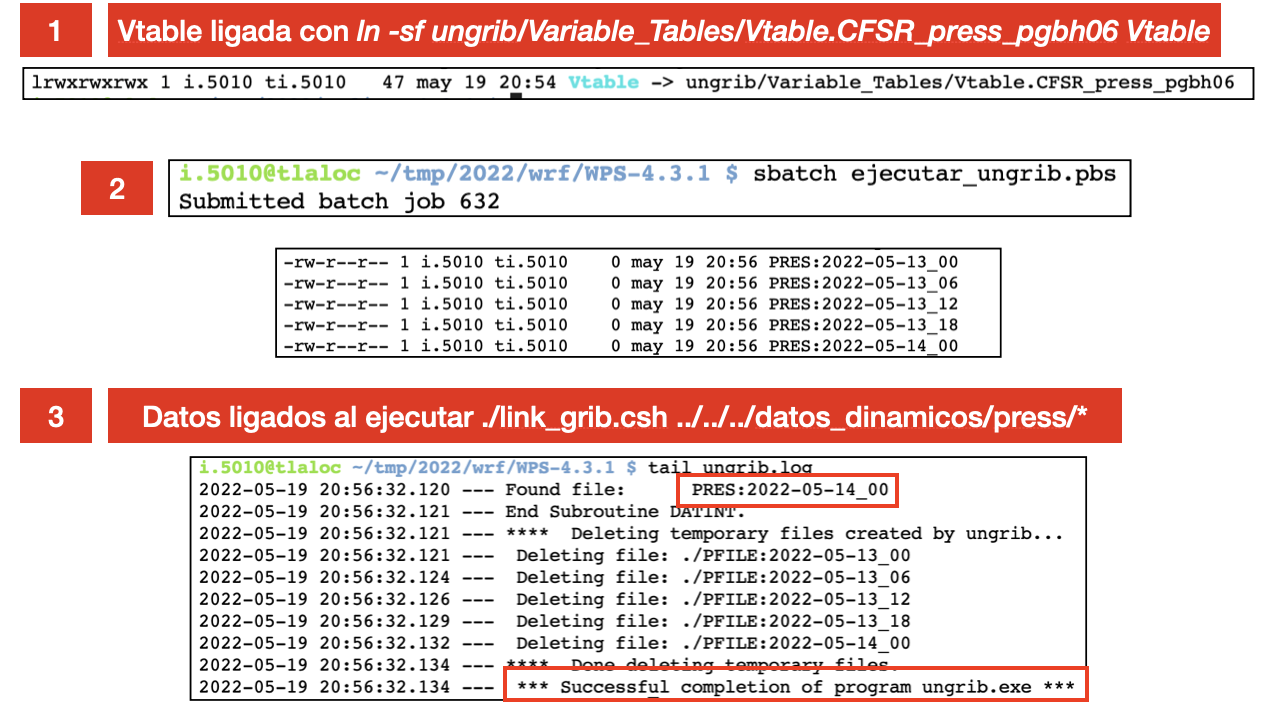 1
Vtable ligada con ln -sf ungrib/Variable_Tables/Vtable.CFSR_press_pgbh06 Vtable
lrwxrwxrwx 1 i.5010 ti.5010 47 may 19 20:54 Vtable -> ungrib/Variable_Tables/Vtable.CFSR_press_pgbh06
2
i.5010@tlaloc ~/tmp/2022/wrf/WPS-4.3.1 $ sbatch ejecutar_ungrib.pbs
Submitted batch job 632
-rw-r--r-- 1 i.5010 ti.5010 0 may 19 20:56 PRES:2022-05-13_00
-rw-r--r-- 1 i.5010 ti.5010 0 may 19 20:56 PRES:2022-05-13_06
-rw-r--r-- 1 i.5010 ti.5010 0 may 19 20:56 PRES:2022-05-13_12
-rw-r--r-- 1 i.5010 ti.5010 0 may 19 20:56 PRES:2022-05-13_18
-rw-r--r-- 1 i.5010 ti.5010 0 may 19 20:56 PRES:2022-05-14_00
3
Datos ligados al ejecutar ./link_grib.csh ../../../datos_dinamicos/press/*
i.5010@tlaloc ~/tmp/2022/wrf/WPS-4.3.1 $ tail ungrib.log
2022-05-19 20:56:32.120 --- Found file: PRES:2022-05-14_00
2022-05-19 20:56:32.121 --- End Subroutine DATINT.
2022-05-19 20:56:32.121 --- **** Deleting temporary files created by ungrib...
2022-05-19 20:56:32.121 --- Deleting file: ./PFILE:2022-05-13_00
2022-05-19 20:56:32.124 --- Deleting file: ./PFILE:2022-05-13_06
2022-05-19 20:56:32.126 --- Deleting file: ./PFILE:2022-05-13_12
2022-05-19 20:56:32.129 --- Deleting file: ./PFILE:2022-05-13_18
2022-05-19 20:56:32.132 --- Deleting file: ./PFILE:2022-05-14_00
2022-05-19 20:56:32.134 --- **** Done deleting temporary files.
2022-05-19 20:56:32.134 --- *** Successful completion of program ungrib.exe ***